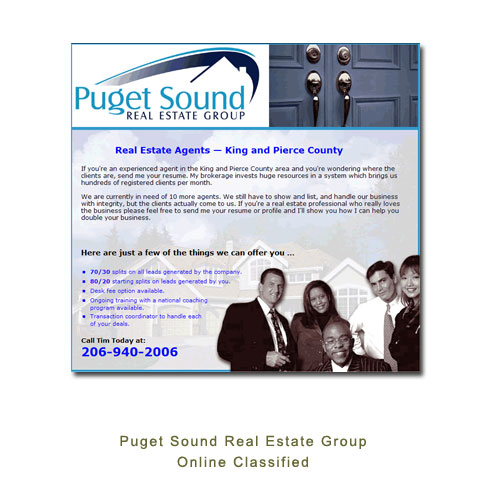 Puget Sound
REAL ESTATE GROUP
Real Estate Agents — King and Pierce County
If you're an experienced agent in the King and Pierce County area and you're wondering where the
clients are, send me your resume. My brokerage invests huge resources in a system which brings us
hundreds of registered clients per month.
We are currently in need of 10 more agents. We still have to show and list, and handle our business
with integrity, but the clients actually come to us. If you're a real estate professional who really loves
the business please feel free to send me your resume or profile and I'll show you how I can help you
double your business.
Here are just a few of the things we can offer you ...
• 70/30 splits on all leads generated by the company.
• 80/20 starting splits on leads generated by you.
• Desk fee option available.
• Ongoing training with a national coaching
program available.
• Transaction coordinator to handle each
of your deals.
Call Tim Today at:
206-940-2006
Puget Sound Real Estate Group
Online Classified